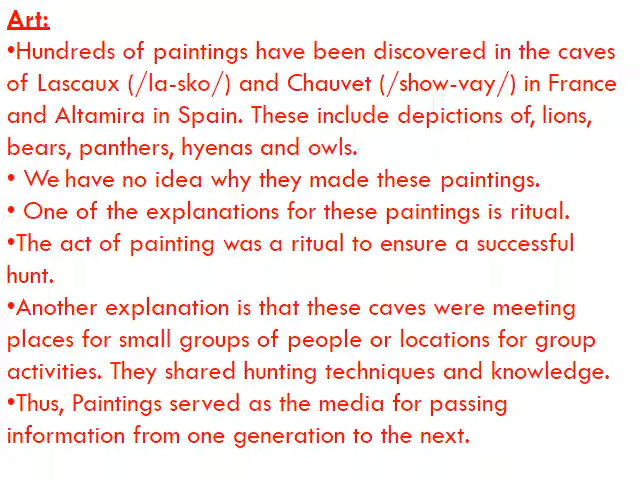 Art:
•Hundreds of paintings have been discovered in the caves
of Lascaux (/la-sko/) and Chauvet (/show-vay/) in France
and Altamira in Spain. These include depictions of, lions,
bears, panthers, hyenas and owls.
• We have no idea why they made these paintings.
• One of the explanations for these paintings is ritual.
•The act of painting was a ritual to ensure a successful
hunt.
•Another explanation is that these caves were meeting
places for small groups of people or locations for group
activities. They shared hunting techniques and knowledge.
•Thus, Paintings served as the media for passing
information from one generation to the next.